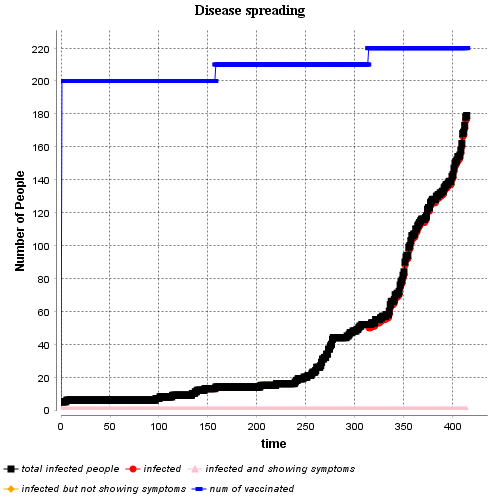 Disease spreading
220
200
180
160
140
120
100
80
60
40
20
0
Number of People
0 50 100 150 200 250 300 350 400
time
total infected people infected infected and showing symptoms
infected but not showing symptoms num of vaccinated